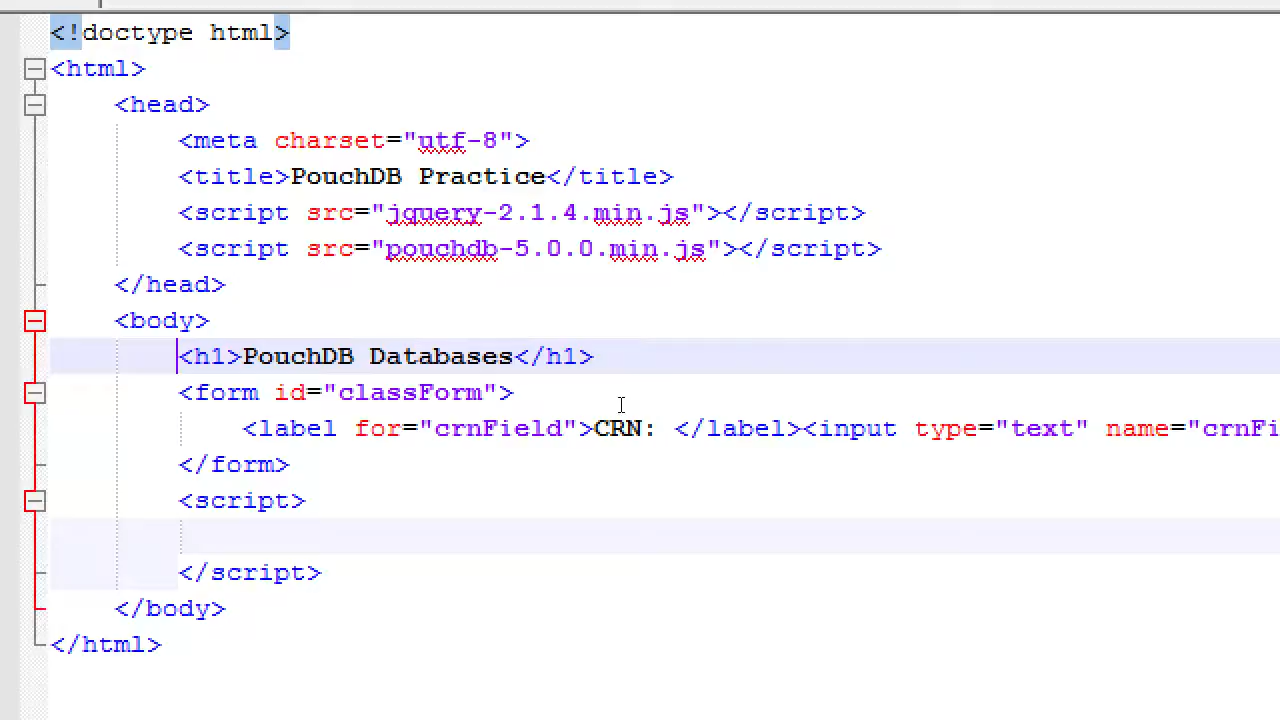 <!doctype html>
<html>
<head>
<meta charset="utf-8">
<title>PouchDB Practice</title>
<script src="jquery-2.1.4.min.js"></script>
<script src="pouchdb-5.0.0.min.js"></script>
</head>
<body>
<h1>PouchDB Databases</h1>
<form id="classForm">
<label for="crnField">CRN: </label><input type="text" name="crnFi
</form>
<script>
</script>
</body>
</html>